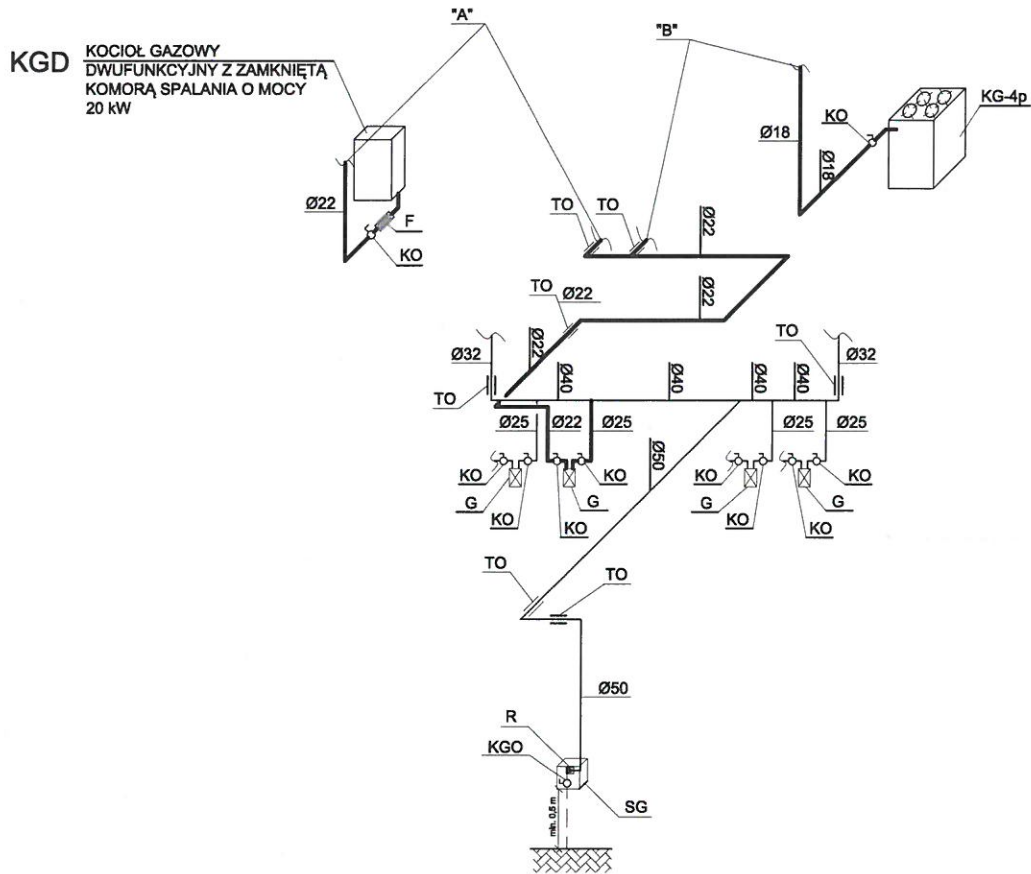 "A"
"B"
KGD
KOCIOŁ GAZOWY
DWUFUNKCYJNY Z ZAMKNIĘTĄ
KOMORĄ SPALANIA O MOCY
20 kW
KG-4p
KO
Ø18
Ø18
Ø22
F
KO
TO
TO
Ø22
TO
Ø22
Ø22
Ø22
TO
Ø32
Ø32
TO
Ø40
Ø40
Ø40
Ø40
Ø25
Ø22
Ø25
Ø25
Ø25
Ø50
KO
KO
KO
KO
G
G
G
G
KO
KO
KO
KO
TO
TO
Ø50
R
KGO
SG
min. 0,5 m